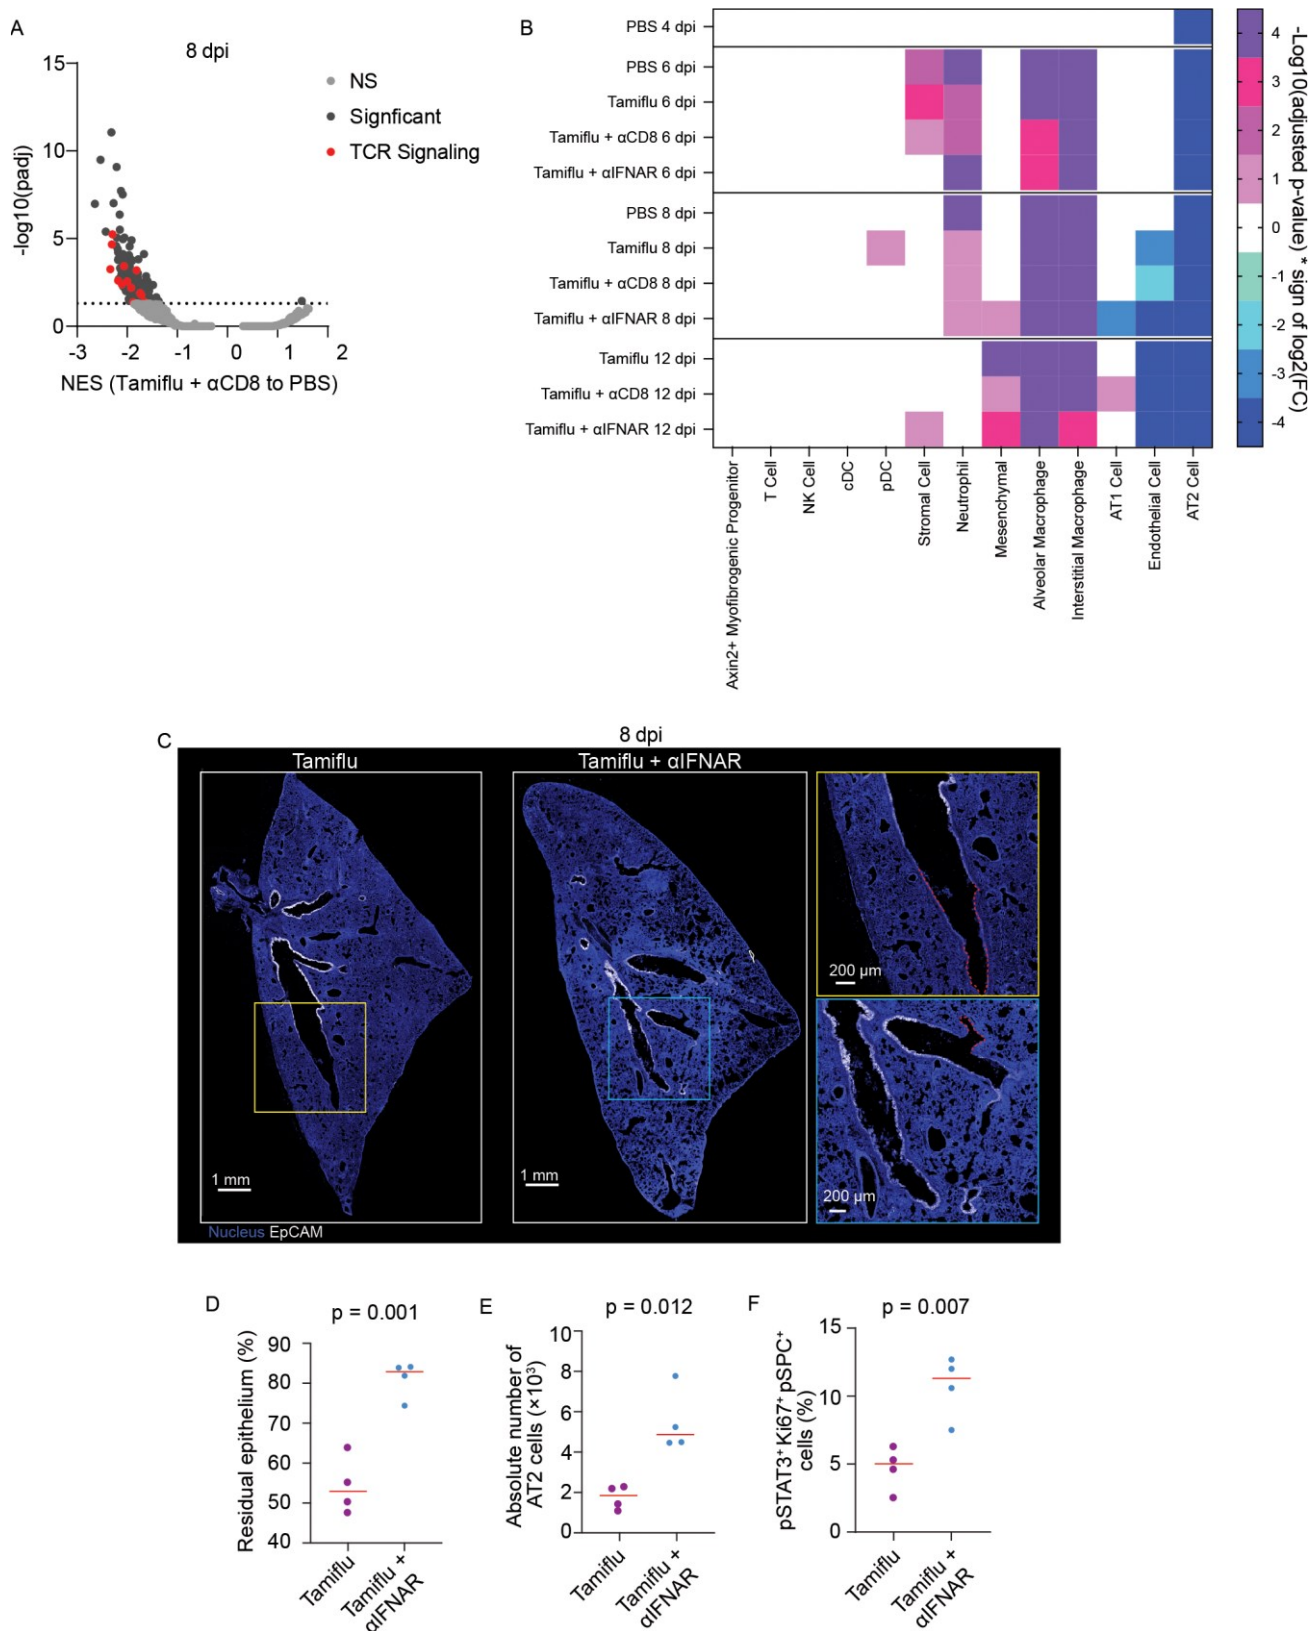 A
8 dpi
15
10
5
0
-log10(padj)
-3 -2 -1 0 1 2
NES (Tamiflu + αCD8 to PBS)
NS
Signficant
TCR Signaling
B
PBS 4 dpi
PBS 6 dpi
Tamiflu 6 dpi
Tamiflu + αCD8 6 dpi
Tamiflu + αIFNAR 6 dpi
PBS 8 dpi
Tamiflu 8 dpi
Tamiflu + αCD8 8 dpi
Tamiflu + αIFNAR 8 dpi
Tamiflu 12 dpi
Tamiflu + αCD8 12 dpi
Tamiflu + αIFNAR 12 dpi
Axin2+ Myofibrogenic Progenitor
T Cell
NK Cell
cDC
pDC
Stromal Cell
Neutrophil
Mesenchymal
Alveolar Macrophage
Interstitial Macrophage
AT1 Cell
Endothelial Cell
AT2 Cell
4
3
2
1
0
-1
-2
-3
-4
-Log10(adjusted p-value) * sign of log2(FC)
C
8 dpi
Tamiflu
Tamiflu + αIFNAR
1 mm
1 mm
200 µm
200 µm
Nucleus EpCAM
D
p = 0.001
Residual epithelium (%)
90
80
70
60
50
40
Tamiflu
Tamiflu +
αIFNAR
E
p = 0.012
Absolute number of
AT2 cells (×10³)
10
8
6
4
2
0
Tamiflu
Tamiflu +
αIFNAR
F
p = 0.007
pSTAT3⁺Ki67⁺pSPC⁺
cells (%)
15
10
5
0
Tamiflu
Tamiflu +
αIFNAR